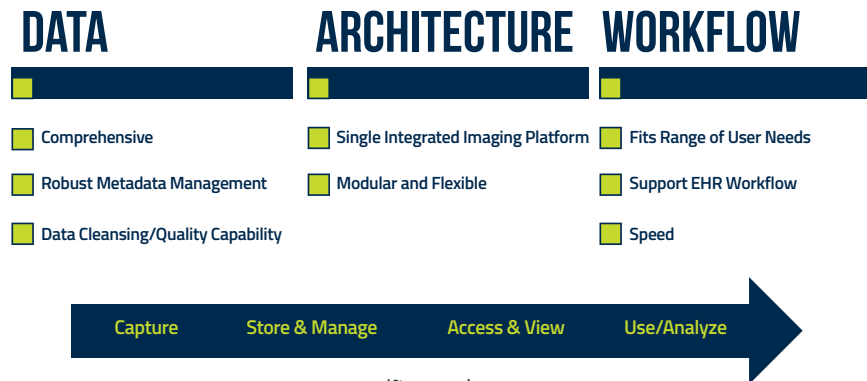 DATA
ARCHITECTURE
WORKFLOW
Comprehensive
Robust Metadata Management
Data Cleansing/Quality Capability
Single Integrated Imaging Platform
Modular and Flexible
Fits Range of User Needs
Support EHR Workflow
Speed
Capture
Store & Manage
Access & View
Use/Analyze